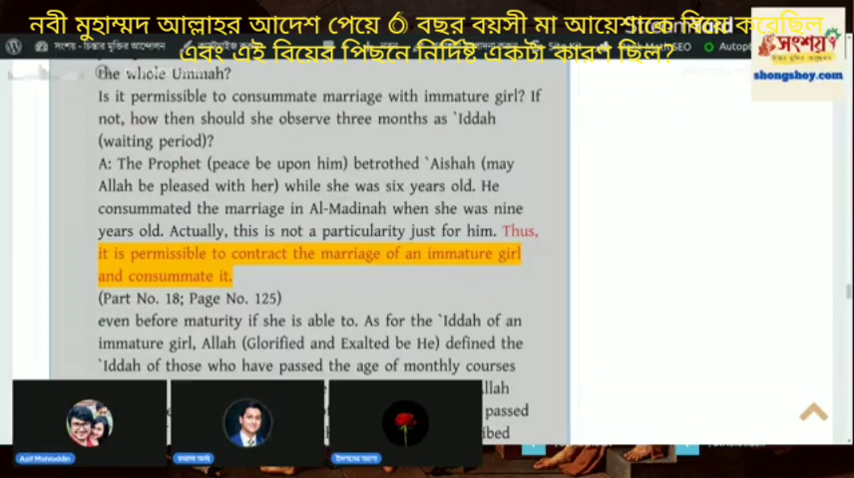 নবী মুহাম্মদ আল্লাহর আদেশ পেয়ে 6 বছর বয়সী মা আয়েশাকে বিয়ে করেছিল
এবং এই বিয়ের পিছনে নির্দিষ্ট একটা কারণ ছিল?
সংশয় - চিন্তার মুক্তির আন্দোলন
সংশয়
shongshoy.com
the whole Ummah?
Is it permissible to consummate marriage with immature girl? If
not, how then should she observe three months as `Iddah
(waiting period)?
A: The Prophet (peace be upon him) betrothed `Aishah (may
Allah be pleased with her) while she was six years old. He
consummated the marriage in Al-Madinah when she was nine
years old. Actually, this is not a particularity just for him. Thus,
it is permissible to contract the marriage of an immature girl
and consummate it.
(Part No. 18; Page No. 125)
even before maturity if she is able to. As for the `Iddah of an
immature girl, Allah (Glorified and Exalted be He) defined the
`Iddah of those who have passed the age of monthly courses
llah
passed
ibed
Asif Mohiuddin